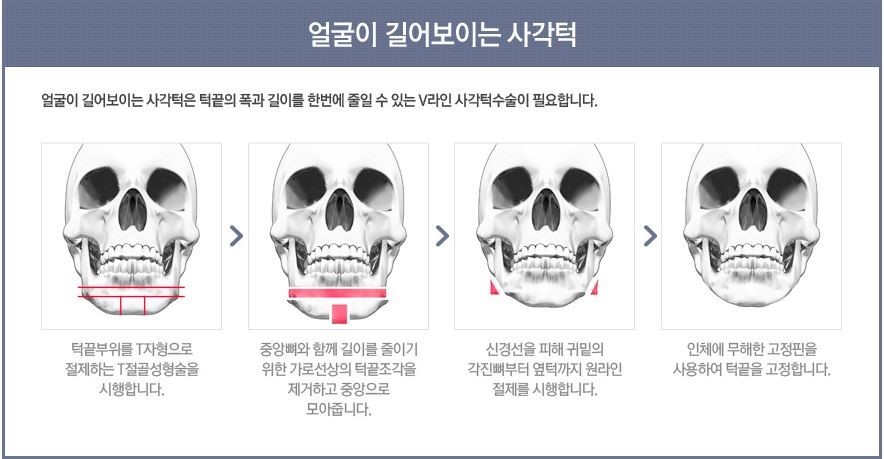 얼굴이 길어보이는 사각턱
얼굴이 길어보이는 사각턱은 턱끝의 폭과 길이를 한번에 줄일 수 있는 V라인 사각턱수술이 필요합니다.
턱끝부위를 T자형으로
절제하는 T절골성형술을
시행합니다.
중앙뼈와 함께 길이를 줄이기
위한 가로선상의 턱끝조각을
제거하고 중앙으로
모아줍니다.
신경선을 피해 귀밑의
각진뼈부터 옆턱까지 원라인
절제를 시행합니다.
인체에 무해한 고정핀을
사용하여 턱끝을 고정합니다.